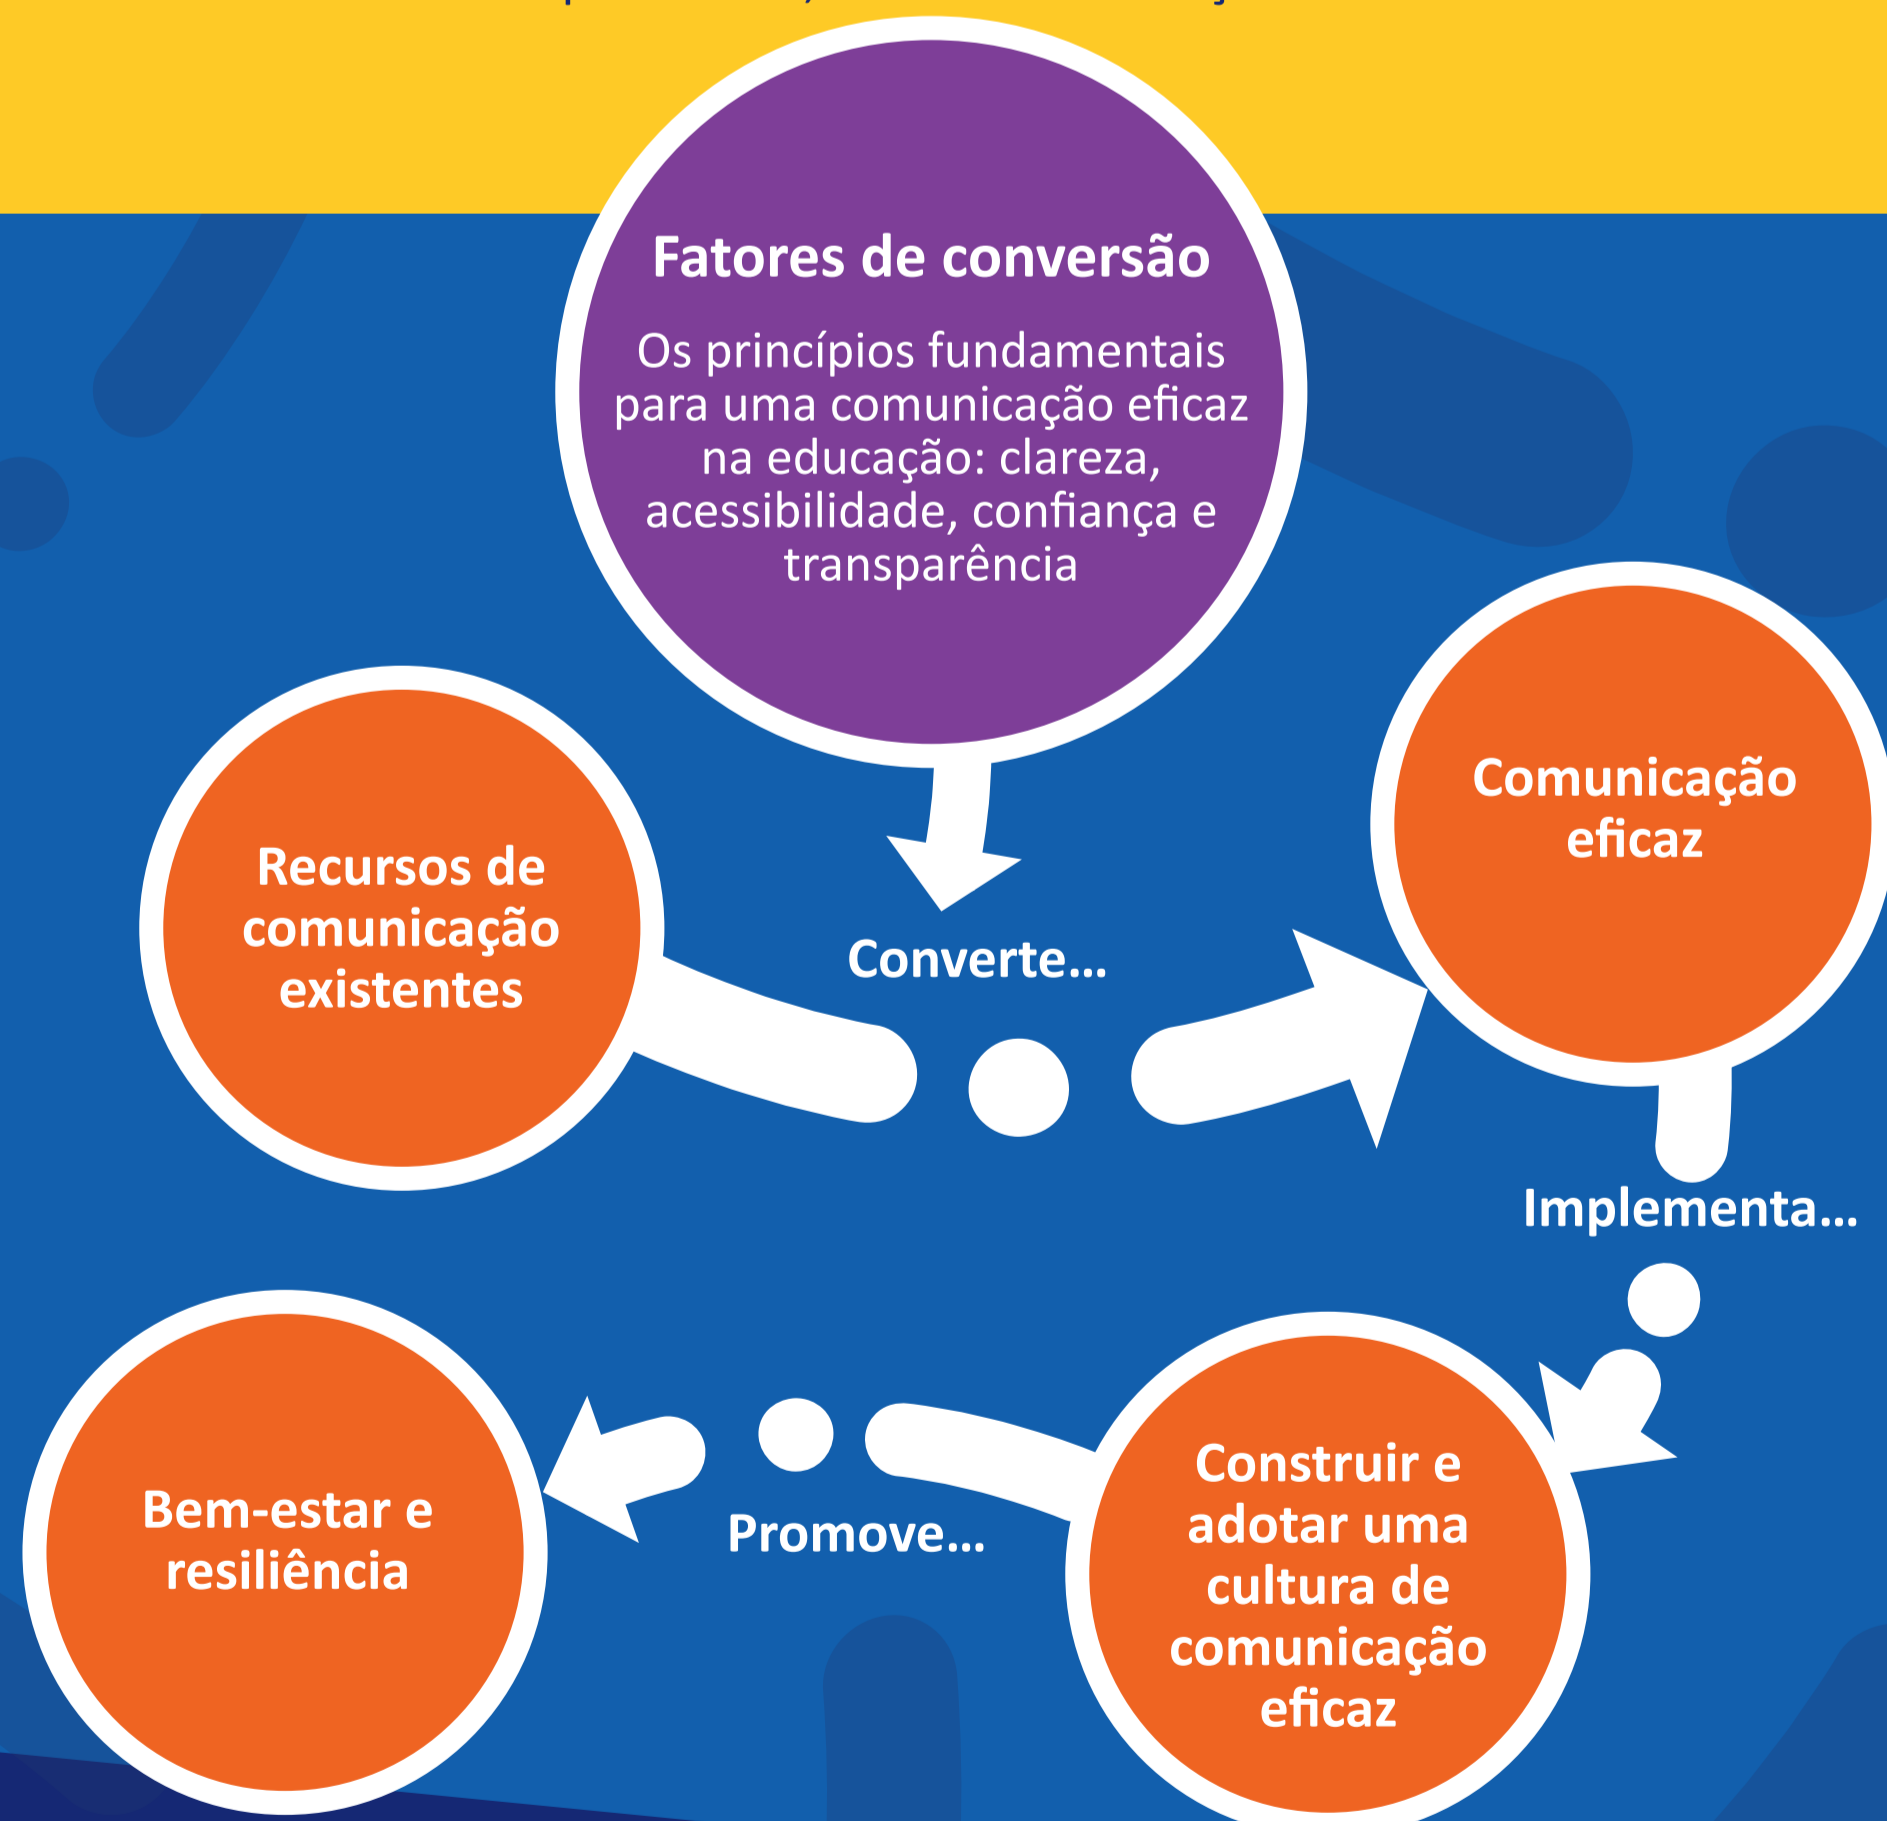 Fatores de conversão
Os princípios fundamentais
para uma comunicação eficaz
na educação: clareza,
acessibilidade, confiança e
transparência
Comunicação
eficaz
Recursos de
comunicação
existentes
Converte...
Implementa...
Construir e
adotar uma
cultura de
comunicação
eficaz
Promove...
Bem-estar e
resiliência